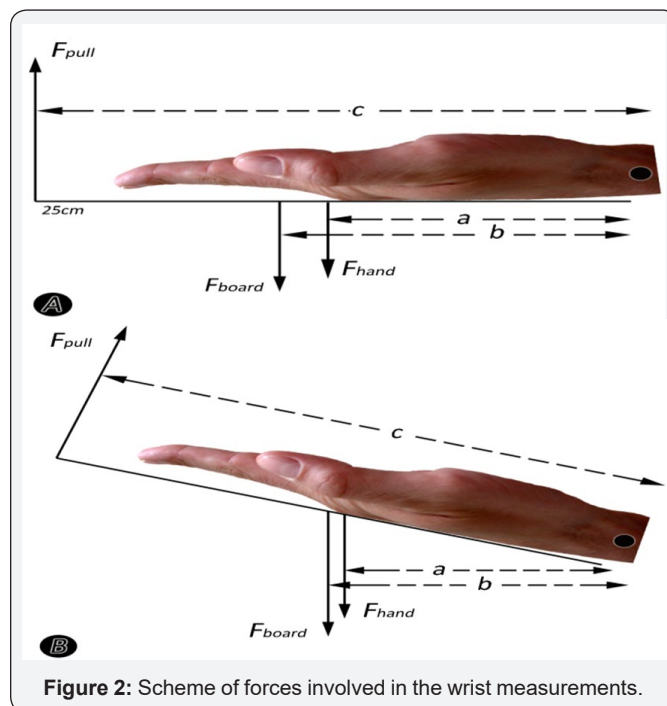 Fpull
c
25cm
a
b
Fhand
Fboard
A
Fpull
c
a
b
Fhand
Fboard
B
Figure 2: Scheme of forces involved in the wrist measurements.